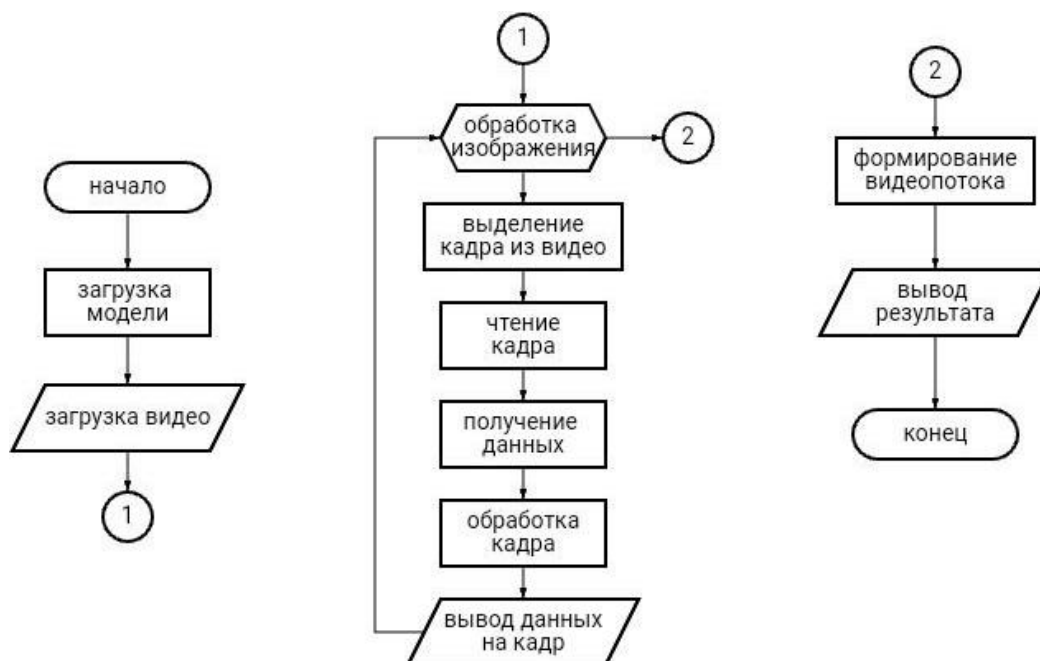 начало
загрузка
модели
загрузка видео
1
1
обработка
изображения
2
выделение
кадра из видео
чтение
кадра
получение
данных
обработка
кадра
вывод данных
на кадр
2
формирование
видеопотока
вывод
результата
конец